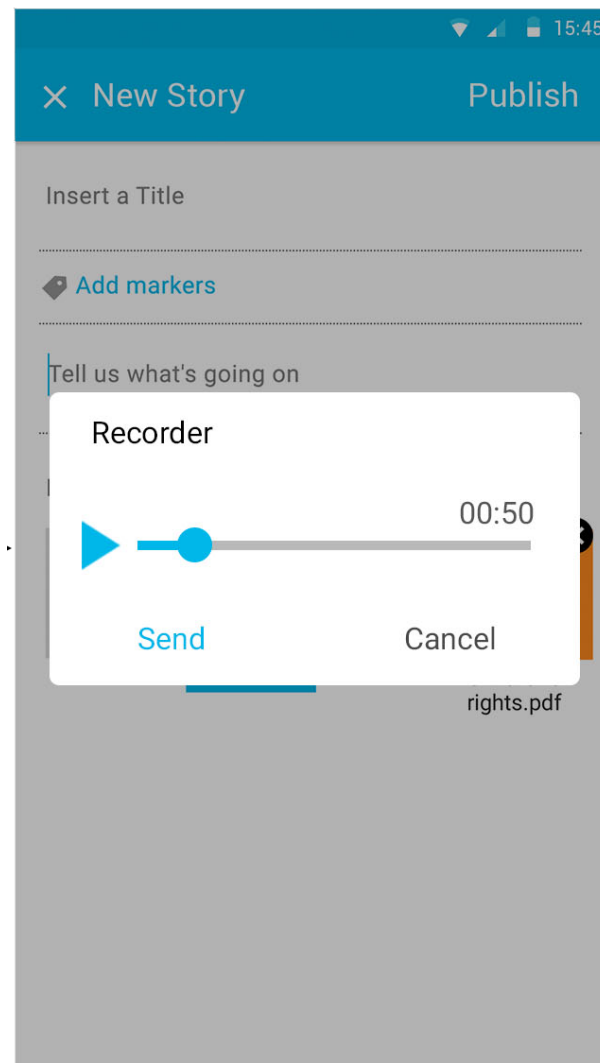 15:45
New Story
Publish
Insert a Title
Add markers
Tell us what's going on
Recorder
00:50
Send
Cancel
rights.pdf